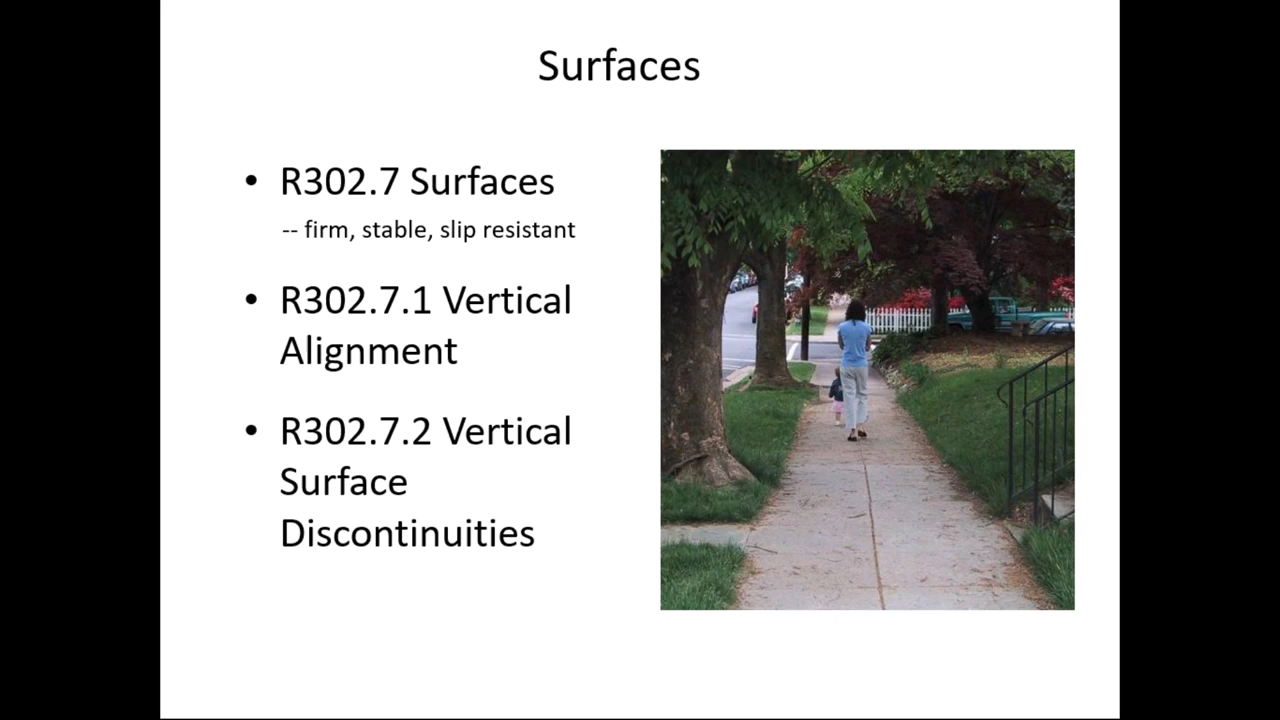 Surfaces
• R302.7 Surfaces
-- firm, stable, slip resistant
• R302.7.1 Vertical
Alignment
• R302.7.2 Vertical
Surface
Discontinuities